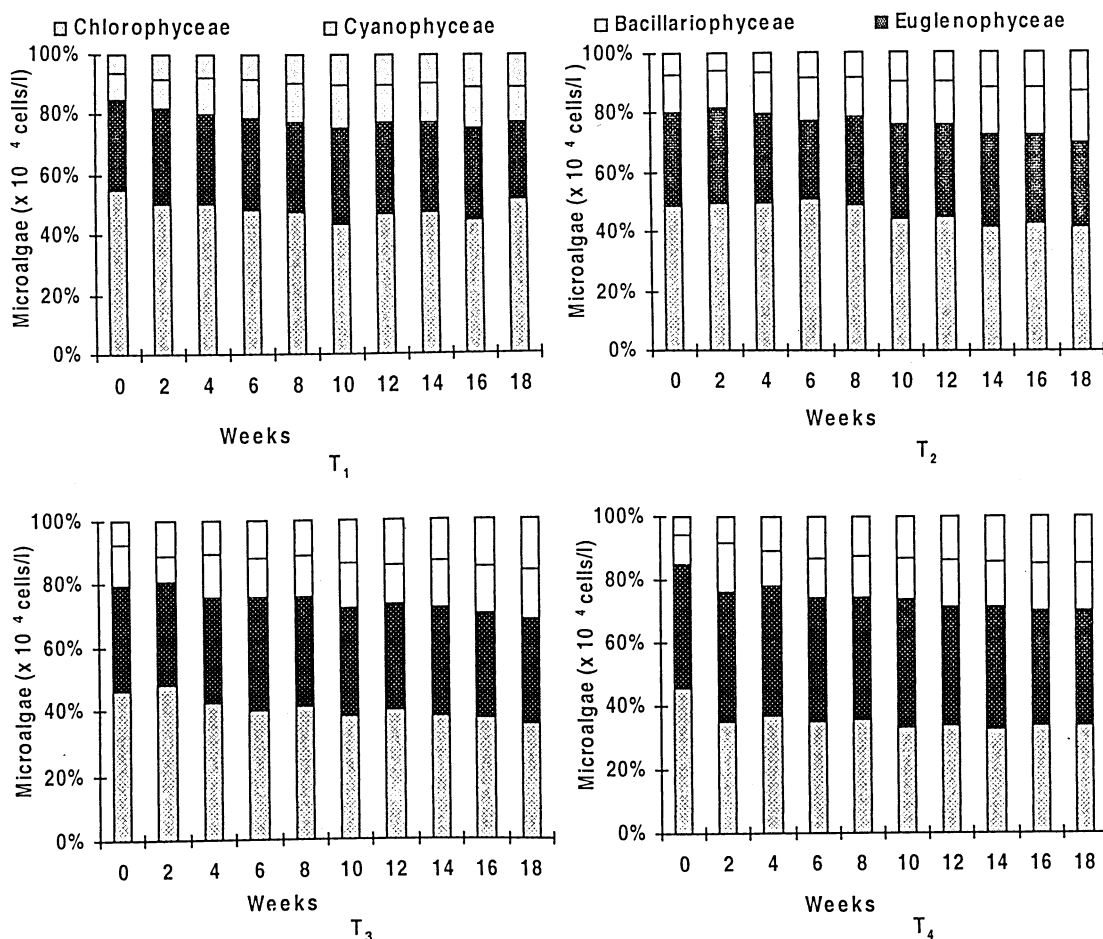 Chlorophyceae Cyanophyceae Bacillariophyceae Euglenophyceae
Microalgae (x 10 4 cells/l)
100%
80%
60%
40%
20%
0%
0 2 4 6 8 10 12 14 16 18
Weeks
T1
Microalgae (x 10 4 cells/l)
100%
80%
60%
40%
20%
0%
0 2 4 6 8 10 12 14 16 18
Weeks
T2
Microalgae (x 10 4 cells/l)
100%
80%
60%
40%
20%
0%
0 2 4 6 8 10 12 14 16 18
Weeks
T3
Microalgae (x 10 4 cells/l)
100%
80%
60%
40%
20%
0%
0 2 4 6 8 10 12 14 16 18
Weeks
T4